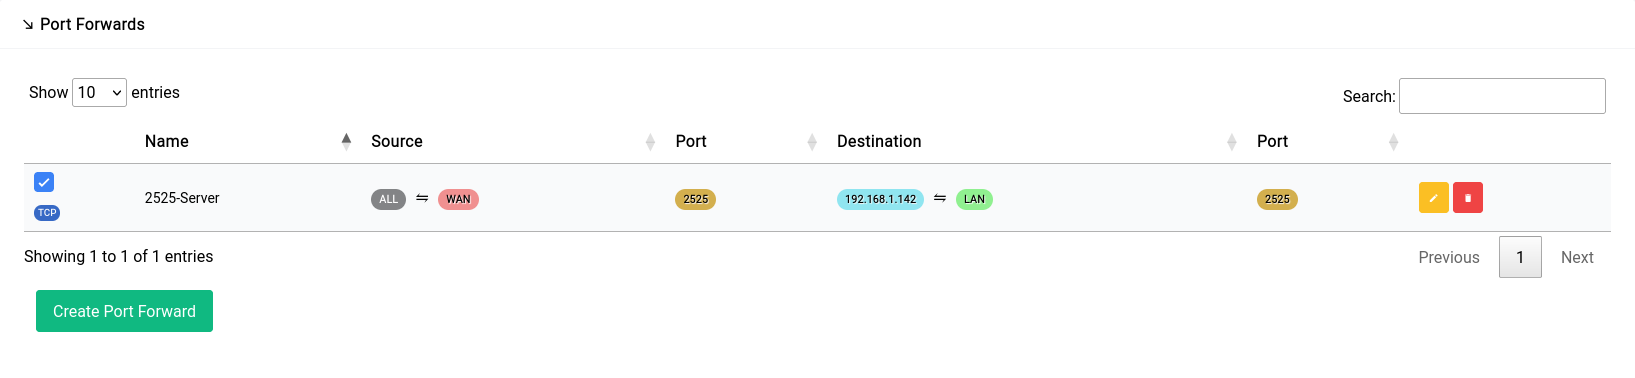 Port Forwards
Show 10 entries
Search:
Name Source Port Destination Port
TCP 2525-Server ALL ⇋ WAN 2525 192.168.1.142 ⇋ LAN 2525
Showing 1 to 1 of 1 entries
Previous 1 Next
Create Port Forward